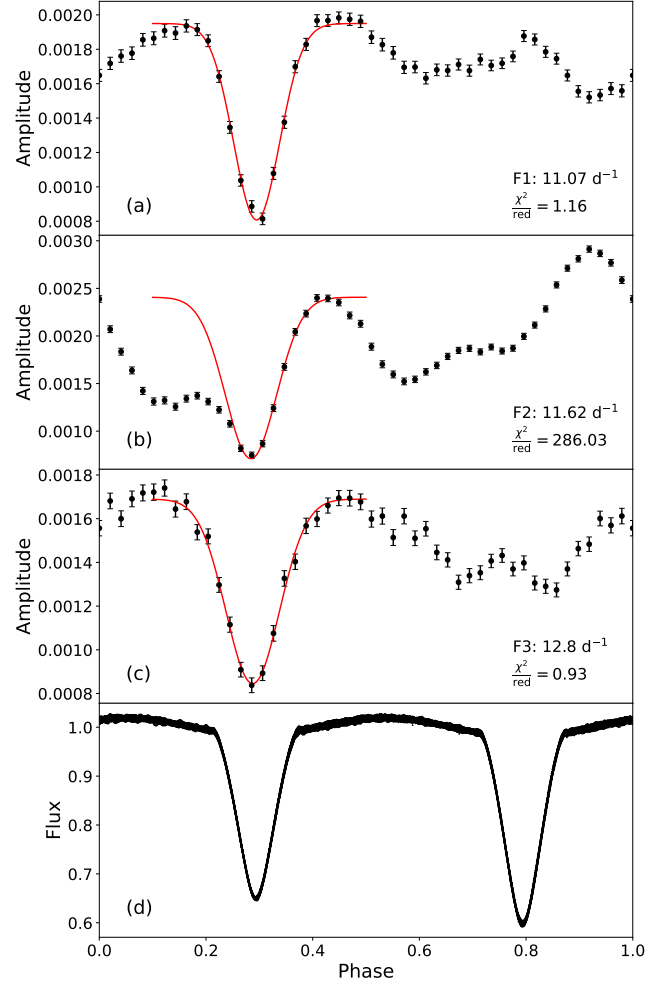 0.0020
0.0018
0.0016
0.0014
0.0012
0.0010
0.0008
Amplitude
(a)
F1: 11.07 d⁻¹
χ²/red = 1.16
0.0030
0.0025
0.0020
0.0015
0.0010
Amplitude
(b)
F2: 11.62 d⁻¹
χ²/red = 286.03
0.0018
0.0016
0.0014
0.0012
0.0010
0.0008
Amplitude
(c)
F3: 12.8 d⁻¹
χ²/red = 0.93
1.0
0.9
0.8
0.7
0.6
Flux
(d)
0.0 0.2 0.4 0.6 0.8 1.0
Phase